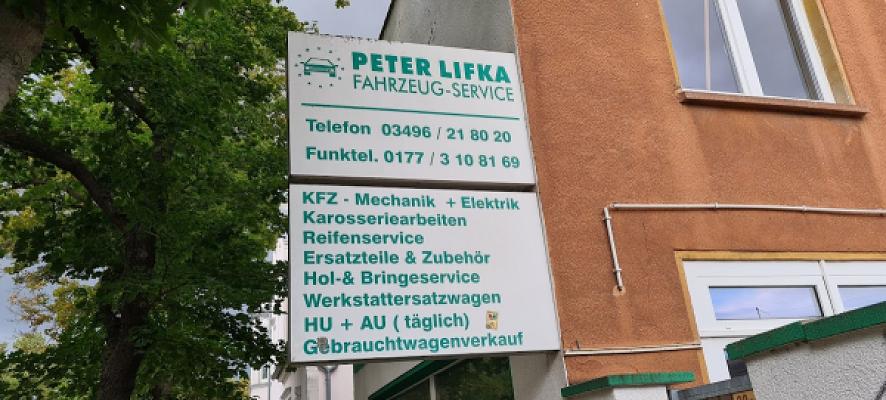 PETER LIFKA
FAHRZEUG-SERVICE
Telefon 03496 / 21 80 20
Funktel. 0177 / 3 10 81 69
KFZ - Mechanik + Elektrik
Karosseriearbeiten
Reifenservice
Ersatzteile & Zubehör
Hol-& Bringeservice
Werkstattersatzwagen
HU + AU ( täglich)
Gebrauchtwagenverkauf